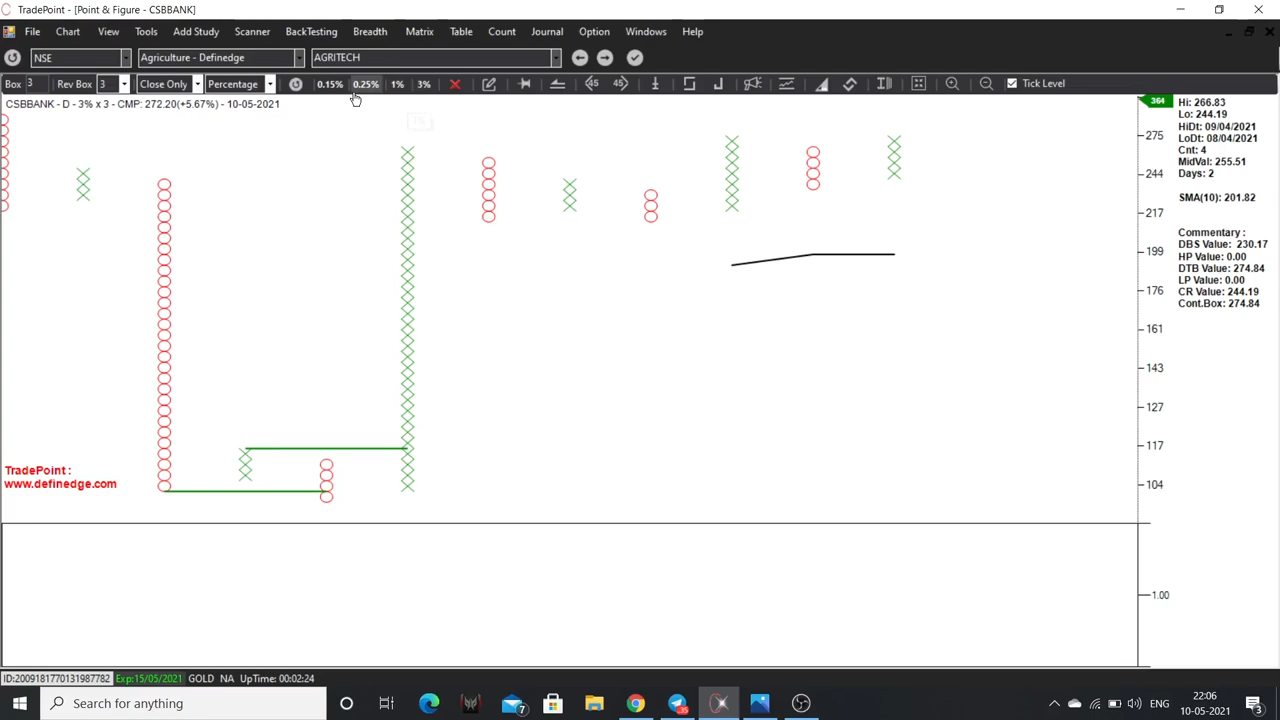 TradePoint - [Point & Figure - CSBBANK]
File Chart View Tools Add Study Scanner BackTesting Breadth Matrix Table Count Journal Option Windows Help
NSE Agriculture - Definedge AGRITECH
Box 3 Rev Box 3 Close Only Percentage 0.15% 0.25% 1% 3% 45 45 Tick Level
CSBBANK - D - 3% x 3 - CMP: 272.20(+5.67%) - 10-05-2021
364
275
244
217
199
176
161
143
127
117
104
1.00
Hi: 266.83
Lo: 244.19
HiDt: 09/04/2021
LoDt: 08/04/2021
Cnt: 4
MidVal: 255.51
Days: 2
SMA(10): 201.82
Commentary :
DBS Value: 230.17
HP Value: 0.00
DTB Value: 274.84
LP Value: 0.00
CR Value: 244.19
Cont.Box: 274.84
TradePoint :
www.definedge.com
ID:2009181770131987782 Exp:15/05/2021 GOLD NA UpTime: 00:02:24
Search for anything
7
35
ENG
22:06
10-05-2021
3